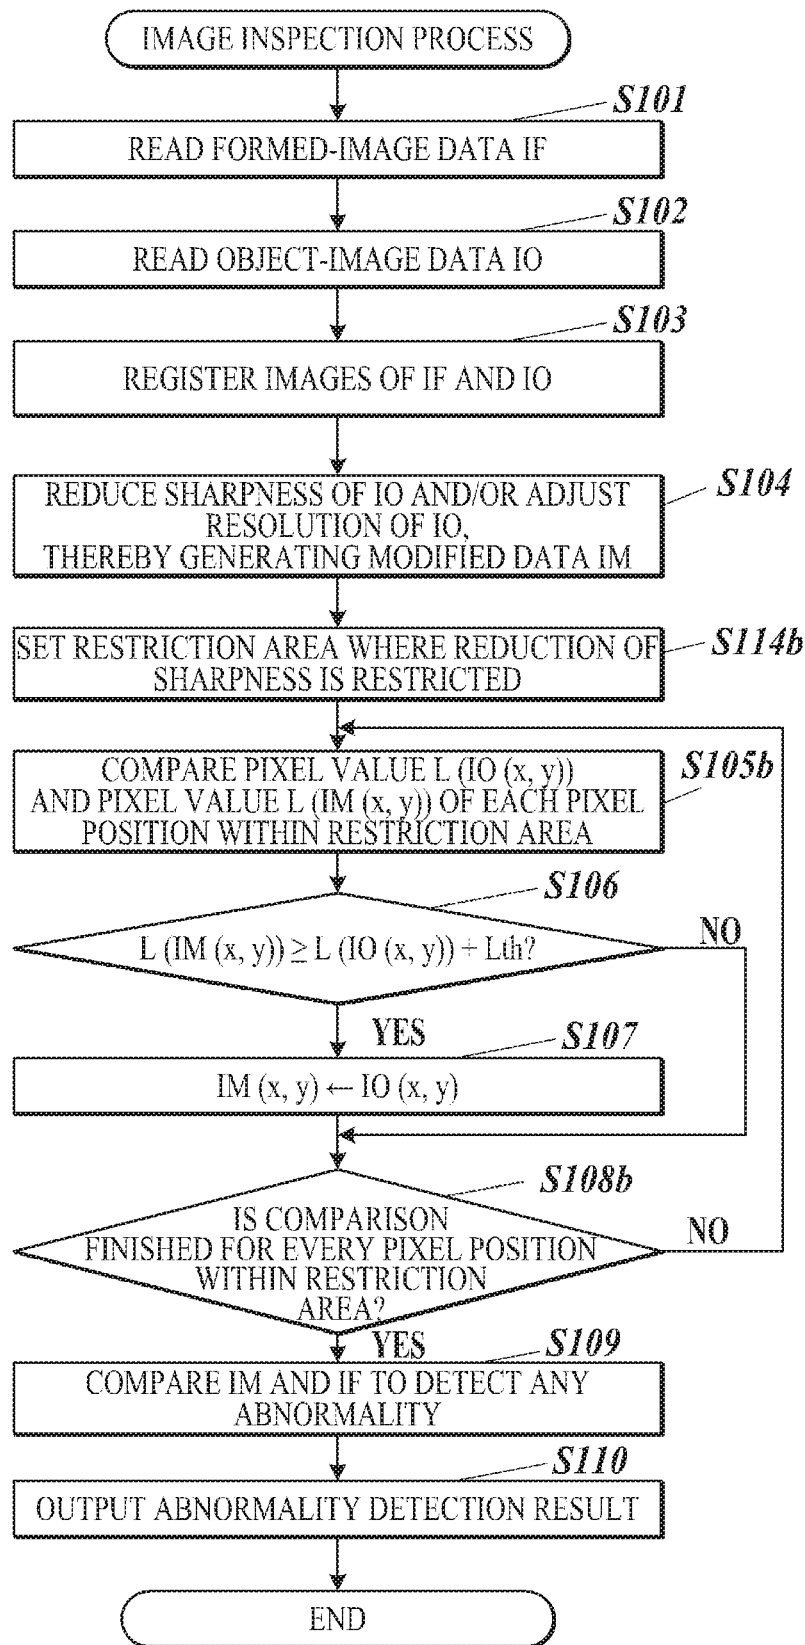 IMAGE INSPECTION PROCESS
S101
READ FORMED-IMAGE DATA IF
S102
READ OBJECT-IMAGE DATA IO
S103
REGISTER IMAGES OF IF AND IO
S104
REDUCE SHARPNESS OF IO AND/OR ADJUST
RESOLUTION OF IO,
THEREBY GENERATING MODIFIED DATA IM
S114b
SET RESTRICTION AREA WHERE REDUCTION OF
SHARPNESS IS RESTRICTED
S105b
COMPARE PIXEL VALUE L (IO (x, y))
AND PIXEL VALUE L (IM (x, y)) OF EACH PIXEL
POSITION WITHIN RESTRICTION AREA
S106
L (IM (x, y)) ≥ L (IO (x, y)) + Lth?
NO
YES
S107
IM (x, y) ← IO (x, y)
S108b
IS COMPARISON
FINISHED FOR EVERY PIXEL POSITION
WITHIN RESTRICTION
AREA?
NO
YES
S109
COMPARE IM AND IF TO DETECT ANY
ABNORMALITY
S110
OUTPUT ABNORMALITY DETECTION RESULT
END